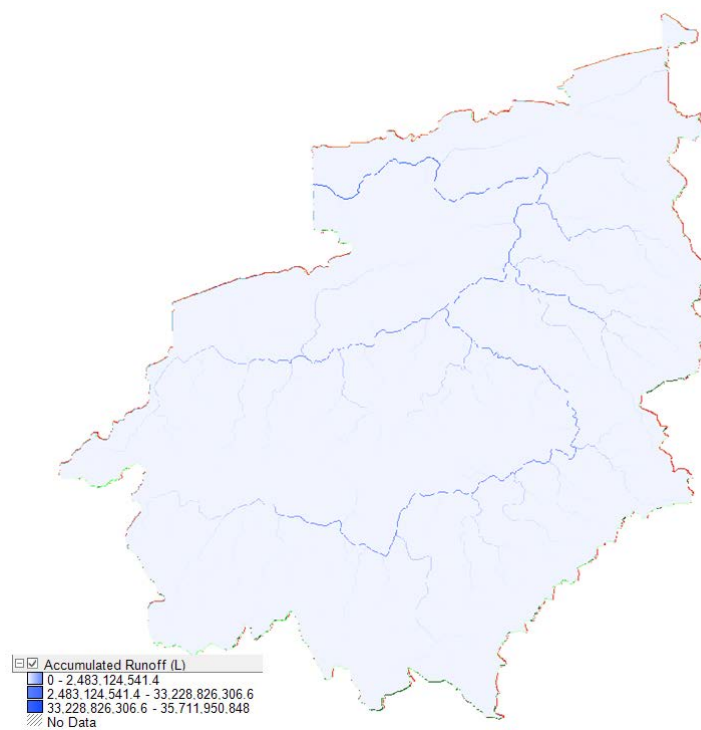 Accumulated Runoff (L)
0 - 2,483,124,541.4
2,483,124,541.4 - 33,228,826,306.6
33,228,826,306.6 - 35,711,950,848
No Data